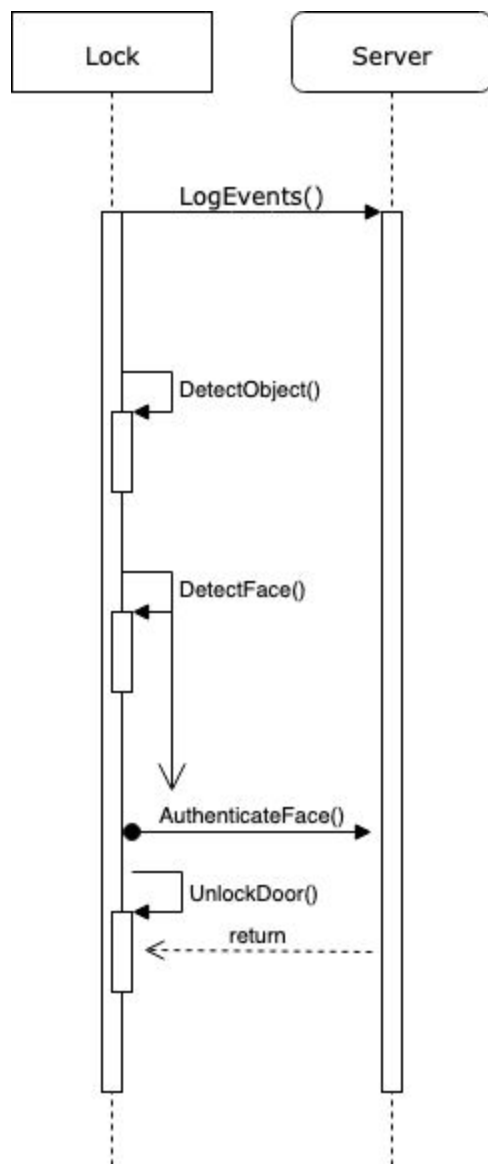 Lock
Server
LogEvents()
DetectObject()
DetectFace()
AuthenticateFace()
UnlockDoor()
return